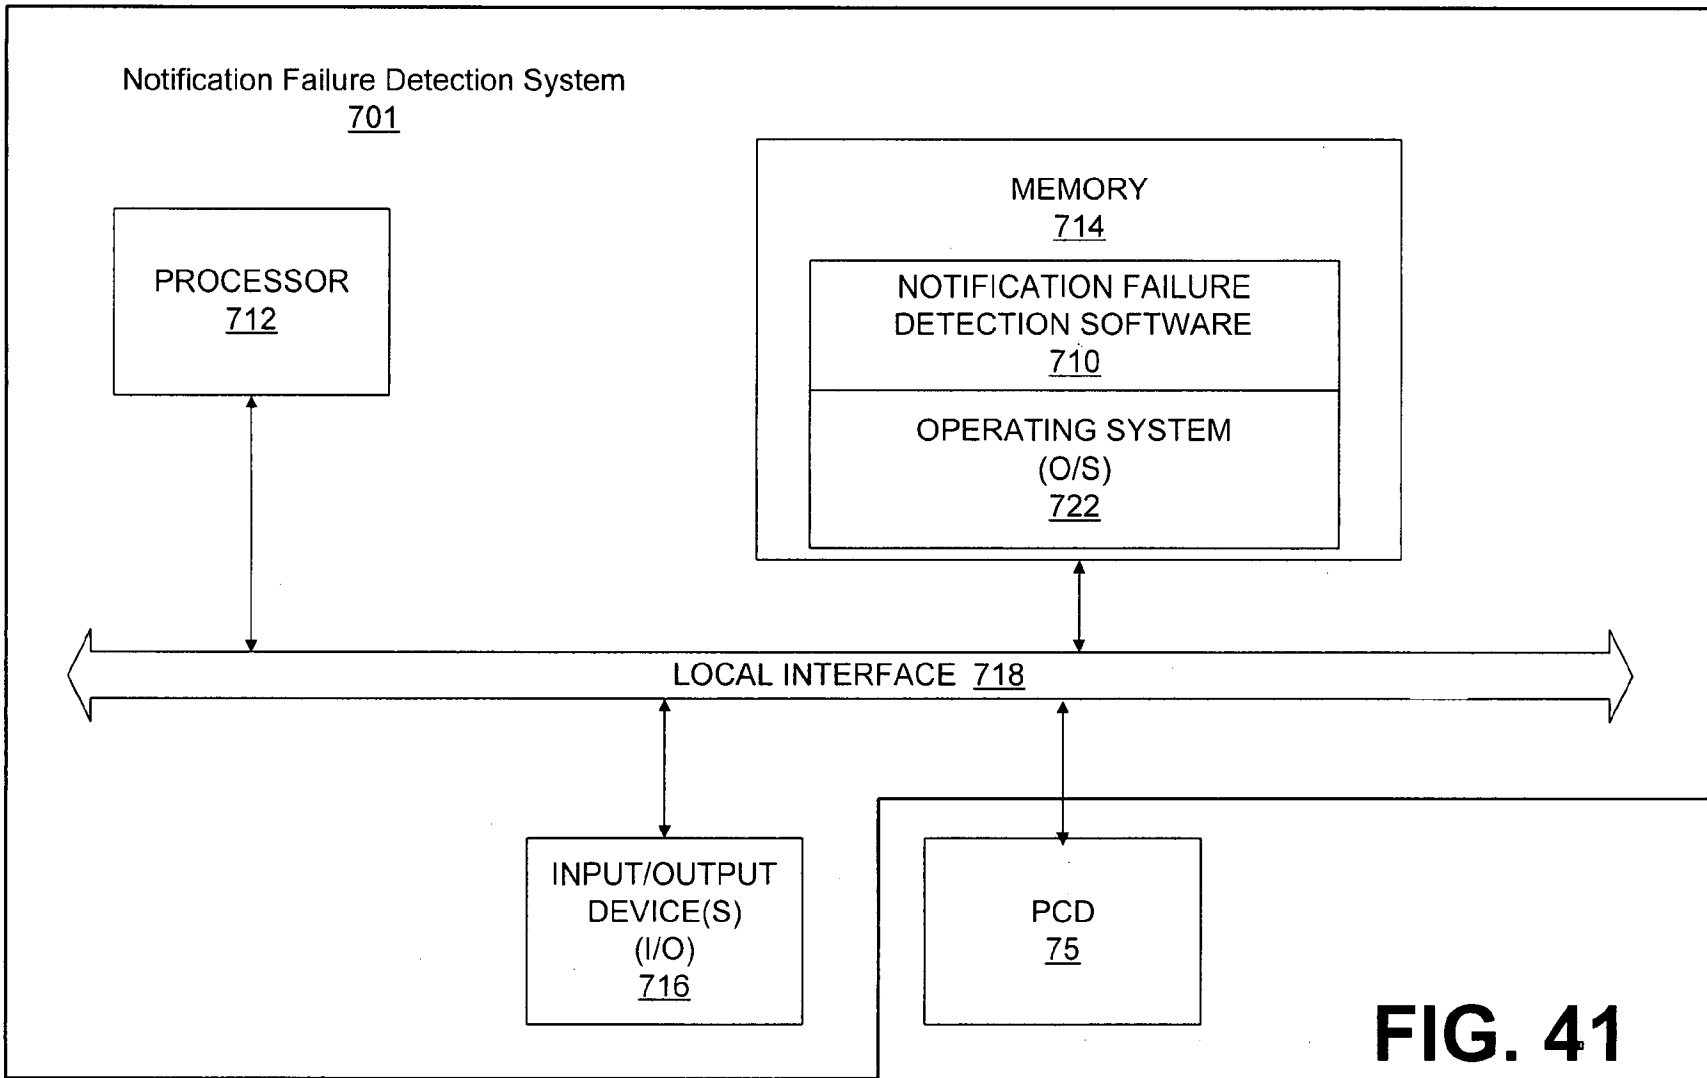 Notification Failure Detection System
701
MEMORY
714
PROCESSOR
712
NOTIFICATION FAILURE
DETECTION SOFTWARE
710
OPERATING SYSTEM
(O/S)
722
LOCAL INTERFACE 718
INPUT/OUTPUT
DEVICE(S)
(I/O)
716
PCD
75
FIG. 41